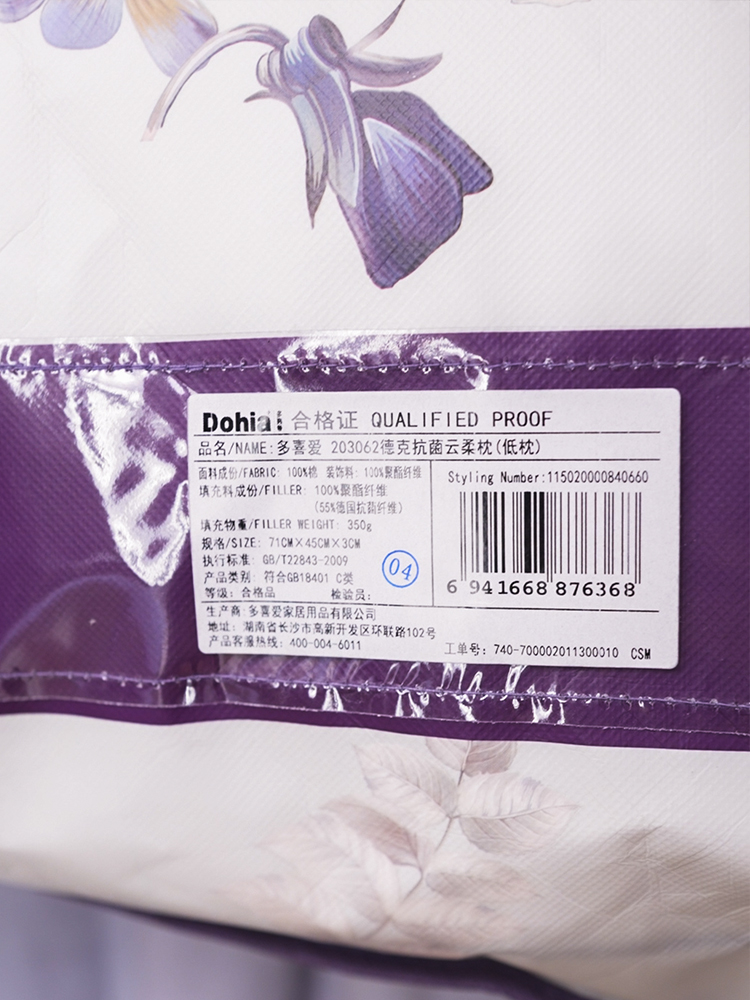 Dohia! 合格证 QUALIFIED PROOF
品名/NAME:多喜爱 203062德克抗菌云柔枕(低枕)
面料成份/FABRIC: 100%棉 装饰料: 100%聚酯纤维
填充料成份/FILLER: 100%聚酯纤维
(55%德国抗菌纤维)
填充物重/FILLER WEIGHT: 350g
规格/SIZE: 71CM×45CM×3CM
执行标准: GB/T22843-2009
产品类别: 符合GB18401 C类
等级: 合格品 检验员:
04
Styling Number:115020000840660
6 941668 876368
生产商:多喜爱家居用品有限公司
地址: 湖南省长沙市高新开发区环联路102号
产品客服热线: 400-004-6011
工单号: 740-700002011300010 CSM